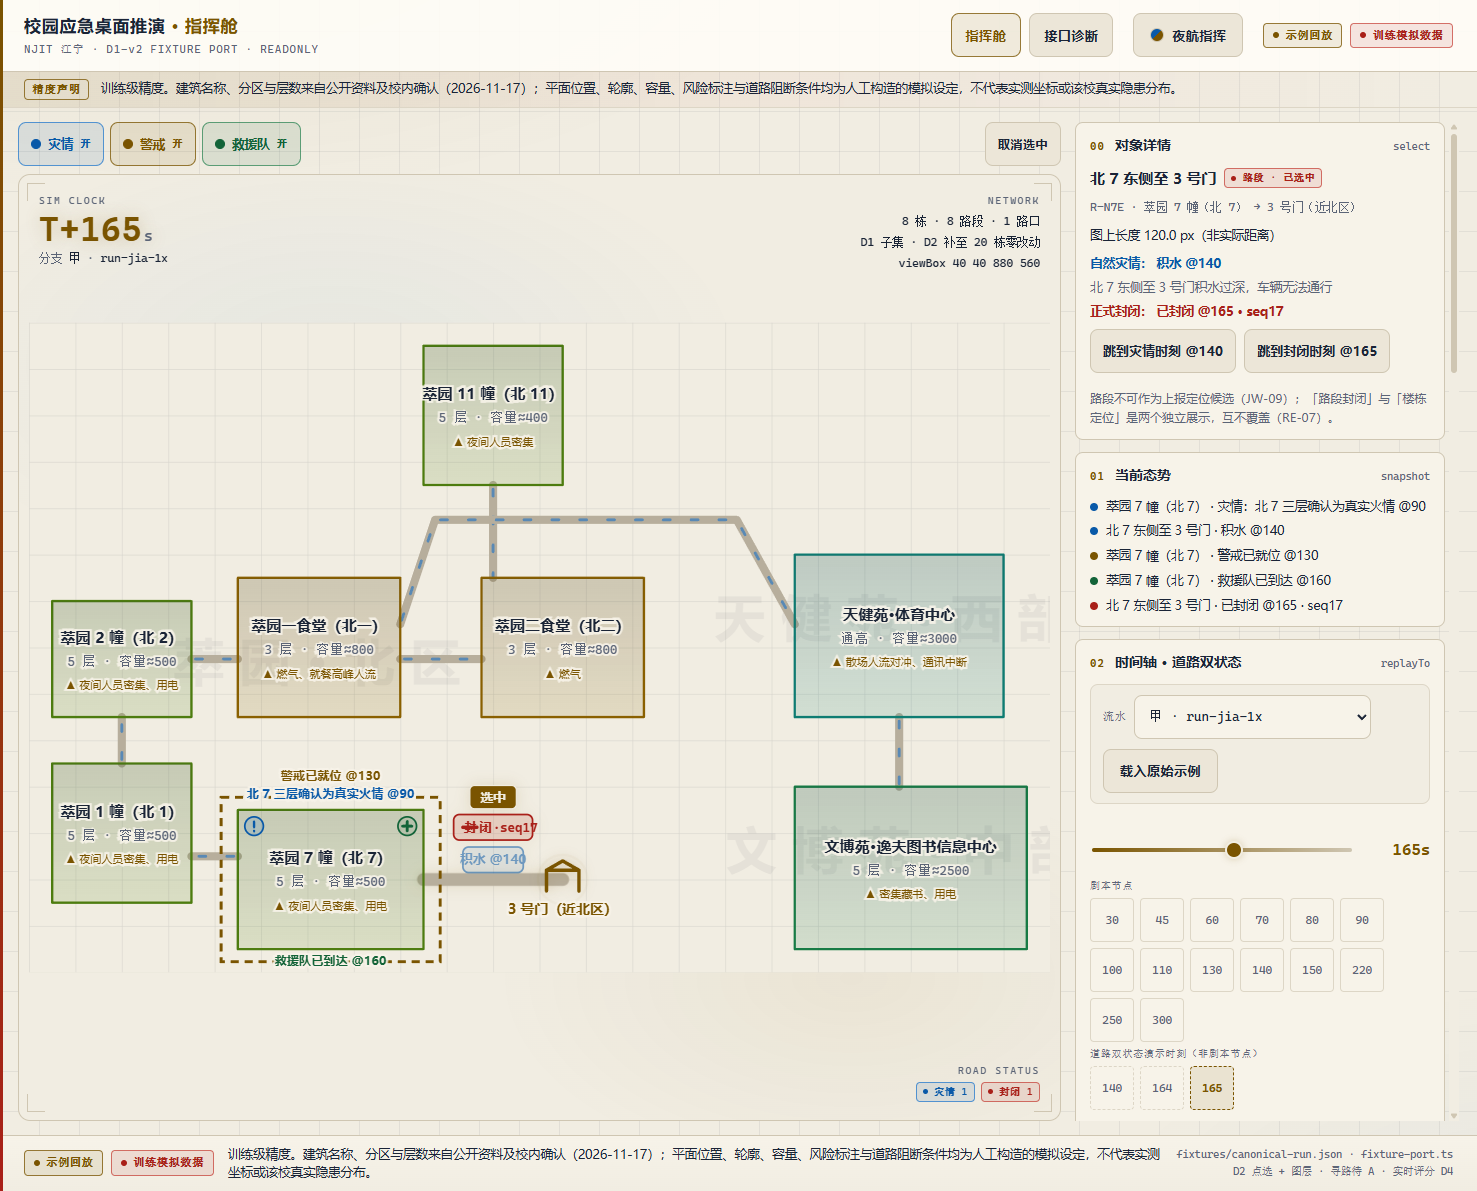 校园应急桌面推演 • 指挥舱
NJIT 江宁 · D1-v2 FIXTURE PORT · READONLY
指挥舱
接口诊断
夜航指挥
示例回放
训练模拟数据
精度声明
训练级精度。建筑名称、分区与层数来自公开资料及校内确认（2026-11-17）；平面位置、轮廓、容量、风险标注与道路阻断条件均为人工构造的模拟设定，不代表实测坐标或该校真实隐患分布。
灾情 开
警戒 开
救援队 开
取消选中
SIM CLOCK
T+165s
分支 甲 · run-jia-1x
NETWORK
8 栋 · 8 路段 · 1 路口
D1 子集 · D2 补至 20 栋零改动
viewBox 40 40 880 560
萃园 11 幢（北 11）
5 层 · 容量≈400
▲ 夜间人员密集
萃园 2 幢（北 2）
5 层 · 容量≈500
▲ 夜间人员密集、用电
萃园一食堂（北一）
3 层 · 容量≈800
▲ 燃气、就餐高峰人流
萃园二食堂（北二）
3 层 · 容量≈800
▲ 燃气
天健苑•体育中心
通高 · 容量≈3000
▲ 散场人流对冲、通讯中断
萃园 1 幢（北 1）
5 层 · 容量≈500
▲ 夜间人员密集、用电
警戒已就位 @130
北 7 三层确认为真实火情 @90
萃园 7 幢（北 7）
5 层 · 容量≈500
▲ 夜间人员密集、用电
救援队已到达 @160
选中
封闭·seq17
积水 @140
3 号门（近北区）
文博苑•逸夫图书信息中心
5 层 · 容量≈2500
▲ 密集藏书、用电
ROAD STATUS
灾情 1
封闭 1
00 对象详情
select
北 7 东侧至 3 号门
路段 · 已选中
R-N7E · 萃园 7 幢（北 7） → 3 号门（近北区）
图上长度 120.0 px（非实际距离）
自然灾情： 积水 @140
北 7 东侧至 3 号门积水过深，车辆无法通行
正式封闭： 已封闭 @165 • seq17
跳到灾情时刻 @140
跳到封闭时刻 @165
路段不可作为上报定位候选（JW-09）；「路段封闭」与「楼栋
定位」是两个独立展示，互不覆盖（RE-07）。
01 当前态势
snapshot
萃园 7 幢（北 7） · 灾情：北 7 三层确认为真实火情 @90
北 7 东侧至 3 号门 · 积水 @140
萃园 7 幢（北 7） · 警戒已就位 @130
萃园 7 幢（北 7） · 救援队已到达 @160
北 7 东侧至 3 号门 · 已封闭 @165 · seq17
02 时间轴 • 道路双状态
replayTo
流水
甲 · run-jia-1x
载入原始示例
165s
剧本节点
30 45 60 70 80 90
100 110 130 140 150 220
250 300
道路双状态演示时刻（非剧本节点）
140 164 165
示例回放
训练模拟数据
训练级精度。建筑名称、分区与层数来自公开资料及校内确认（2026-11-17）；平面位置、轮廓、容量、风险标注与道路阻断条件均为人工构造的模拟设定，不代表实测
坐标或该校真实隐患分布。
fixtures/canonical-run.json · fixture-port.ts
D2 点选 + 图层 · 寻路待 A · 实时评分 D4